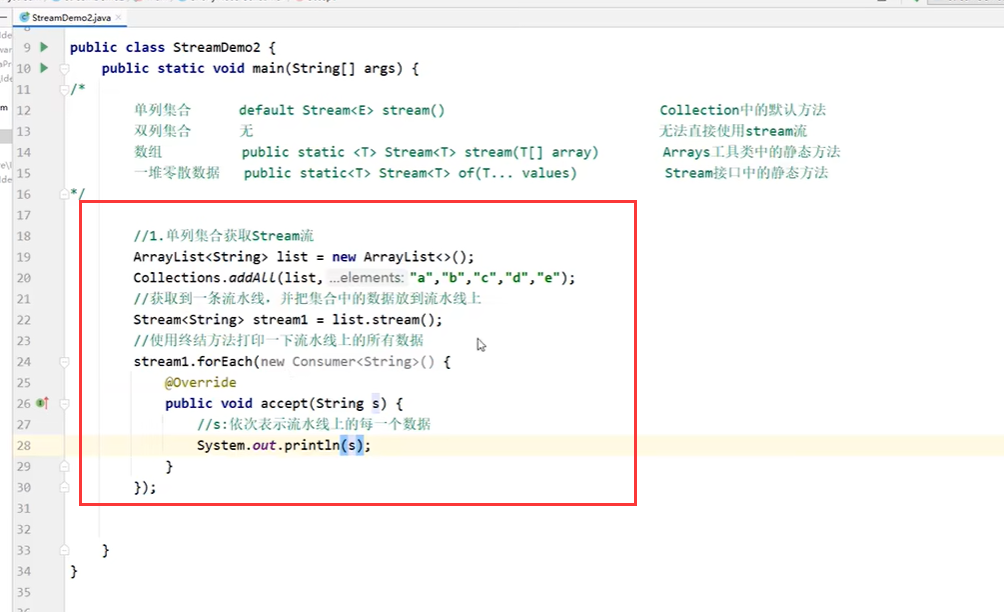 StreamDemo2.java
9 public class StreamDemo2 {
10 public static void main(String[] args) {
11 /*
12 单列集合 default Stream<E> stream() Collection中的默认方法
13 双列集合 无 无法直接使用stream流
14 数组 public static <T> Stream<T> stream(T[] array) Arrays工具类中的静态方法
15 一堆零散数据 public static<T> Stream<T> of(T... values) Stream接口中的静态方法
16 */
17
18 //1.单列集合获取Stream流
19 ArrayList<String> list = new ArrayList<>();
20 Collections.addAll(list, ...elements: "a","b","c","d","e");
21 //获取到一条流水线，并把集合中的数据放到流水线上
22 Stream<String> stream1 = list.stream();
23 //使用终结方法打印一下流水线上的所有数据
24 stream1.forEach(new Consumer<String>() {
25 @Override
26 public void accept(String s) {
27 //s:依次表示流水线上的每一个数据
28 System.out.println(s);
29 }
30 });
31
32
33 }
34 }
35